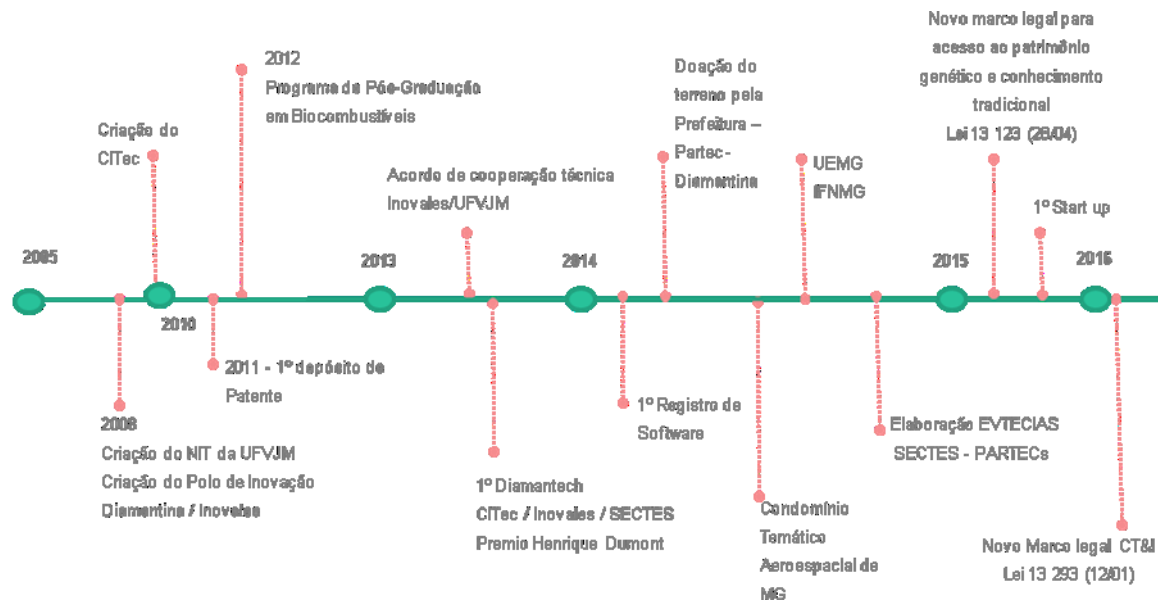 2005
2008
Criação do NIT da UFVJM
Criação do Polo de Inovação
Diamantina / Inovales
Criação do
CITec
2010
2011 - 1º depósito de
Patente
2012
Programa de Pós-Graduação
em Biocombustíveis
2013
Acordo de cooperação técnica
Inovales/UFVJM
1º Diamantech
CITec / Inovales / SECTES
Premio Henrique Dumont
2014
1º Registro de
Software
Doação do
terreno pela
Prefeitura –
Partec -
Diamantina
Condomínio
Temático
Aeroespacial de
MG
UEMG
IFNMG
Elaboração EVTECIAS
SECTES - PARTECs
2015
Novo marco legal para
acesso ao patrimônio
genético e conhecimento
tradicional
Lei 13 123 (26/04)
1º Start up
2016
Novo Marco legal CT&I
Lei 13 293 (12/01)